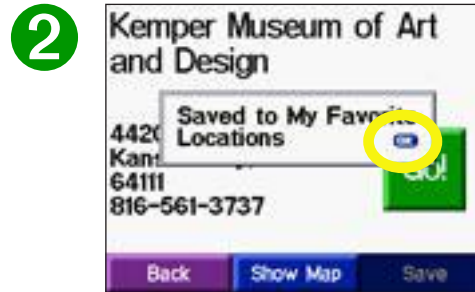 2
Kemper Museum of Art
and Design
Saved to My Favorite
Locations
OK
4420
Kans
64111
816-561-3737
Go!
Back
Show Map
Save